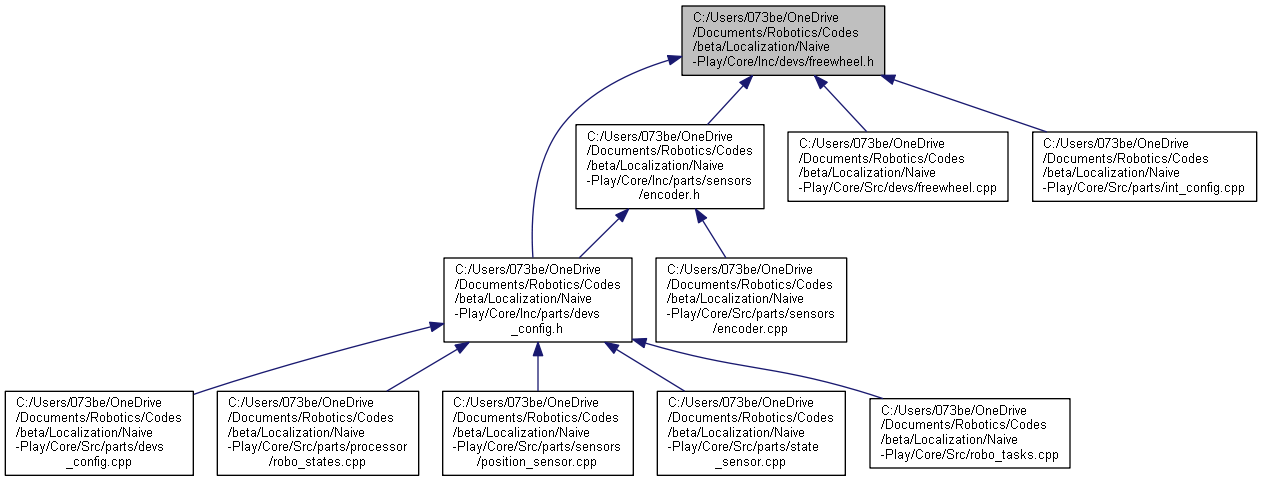 C:/Users/073be/OneDrive
/Documents/Robotics/Codes
/beta/Localization/Naive
-Play/Core/Inc/devs/freewheel.h
C:/Users/073be/OneDrive
/Documents/Robotics/Codes
/beta/Localization/Naive
-Play/Core/Inc/parts/sensors
/encoder.h
C:/Users/073be/OneDrive
/Documents/Robotics/Codes
/beta/Localization/Naive
-Play/Core/Src/devs/freewheel.cpp
C:/Users/073be/OneDrive
/Documents/Robotics/Codes
/beta/Localization/Naive
-Play/Core/Src/parts/int_config.cpp
C:/Users/073be/OneDrive
/Documents/Robotics/Codes
/beta/Localization/Naive
-Play/Core/Inc/parts/devs
_config.h
C:/Users/073be/OneDrive
/Documents/Robotics/Codes
/beta/Localization/Naive
-Play/Core/Src/parts/sensors
/encoder.cpp
C:/Users/073be/OneDrive
/Documents/Robotics/Codes
/beta/Localization/Naive
-Play/Core/Src/parts/devs
_config.cpp
C:/Users/073be/OneDrive
/Documents/Robotics/Codes
/beta/Localization/Naive
-Play/Core/Src/parts/processor
/robo_states.cpp
C:/Users/073be/OneDrive
/Documents/Robotics/Codes
/beta/Localization/Naive
-Play/Core/Src/parts/sensors
/position_sensor.cpp
C:/Users/073be/OneDrive
/Documents/Robotics/Codes
/beta/Localization/Naive
-Play/Core/Src/parts/state
_sensor.cpp
C:/Users/073be/OneDrive
/Documents/Robotics/Codes
/beta/Localization/Naive
-Play/Core/Src/robo_tasks.cpp